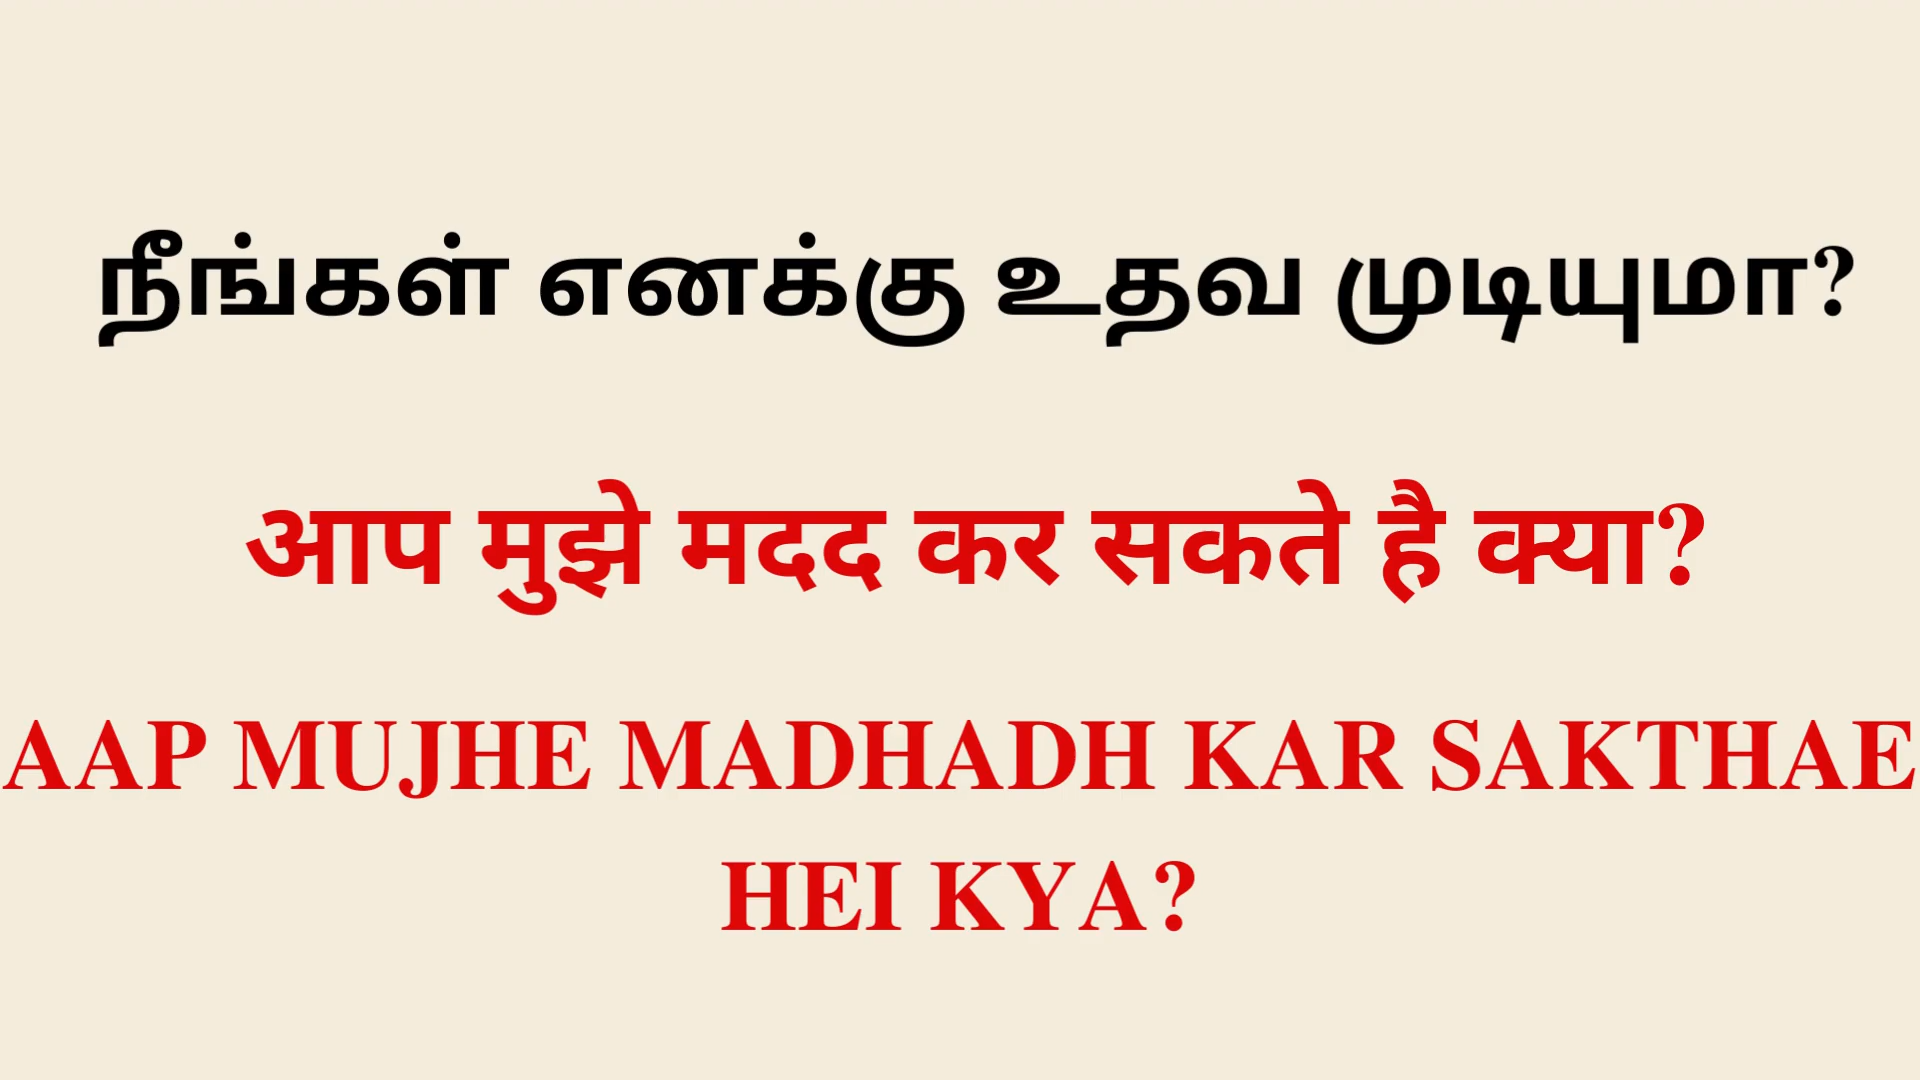 நீங்கள் எனக்கு உதவ முடியுமா?
आप मुझे मदद कर सकते है क्या?
AAP MUJHE MADHADH KAR SAKTHAE
HEI KYA?